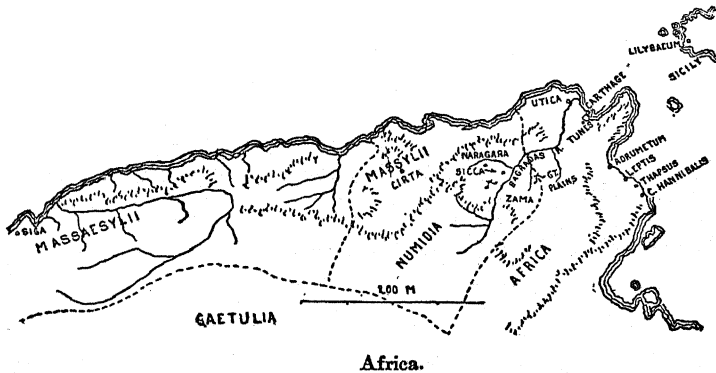 LILYBAEUM
SICILY
CARTHAGE
UTICA
TUNIS
ADRUMETUM
LEPTIS
THAPSUS
C. HANNIBALIS
MASSYLII
CIRTA
NARAGARA
SICCA
BAGRADAS
GT. PLAINS
ZAMA
SIGA
MASSAESYLII
NUMIDIA
AFRICA
200 M
GAETULIA
Africa.